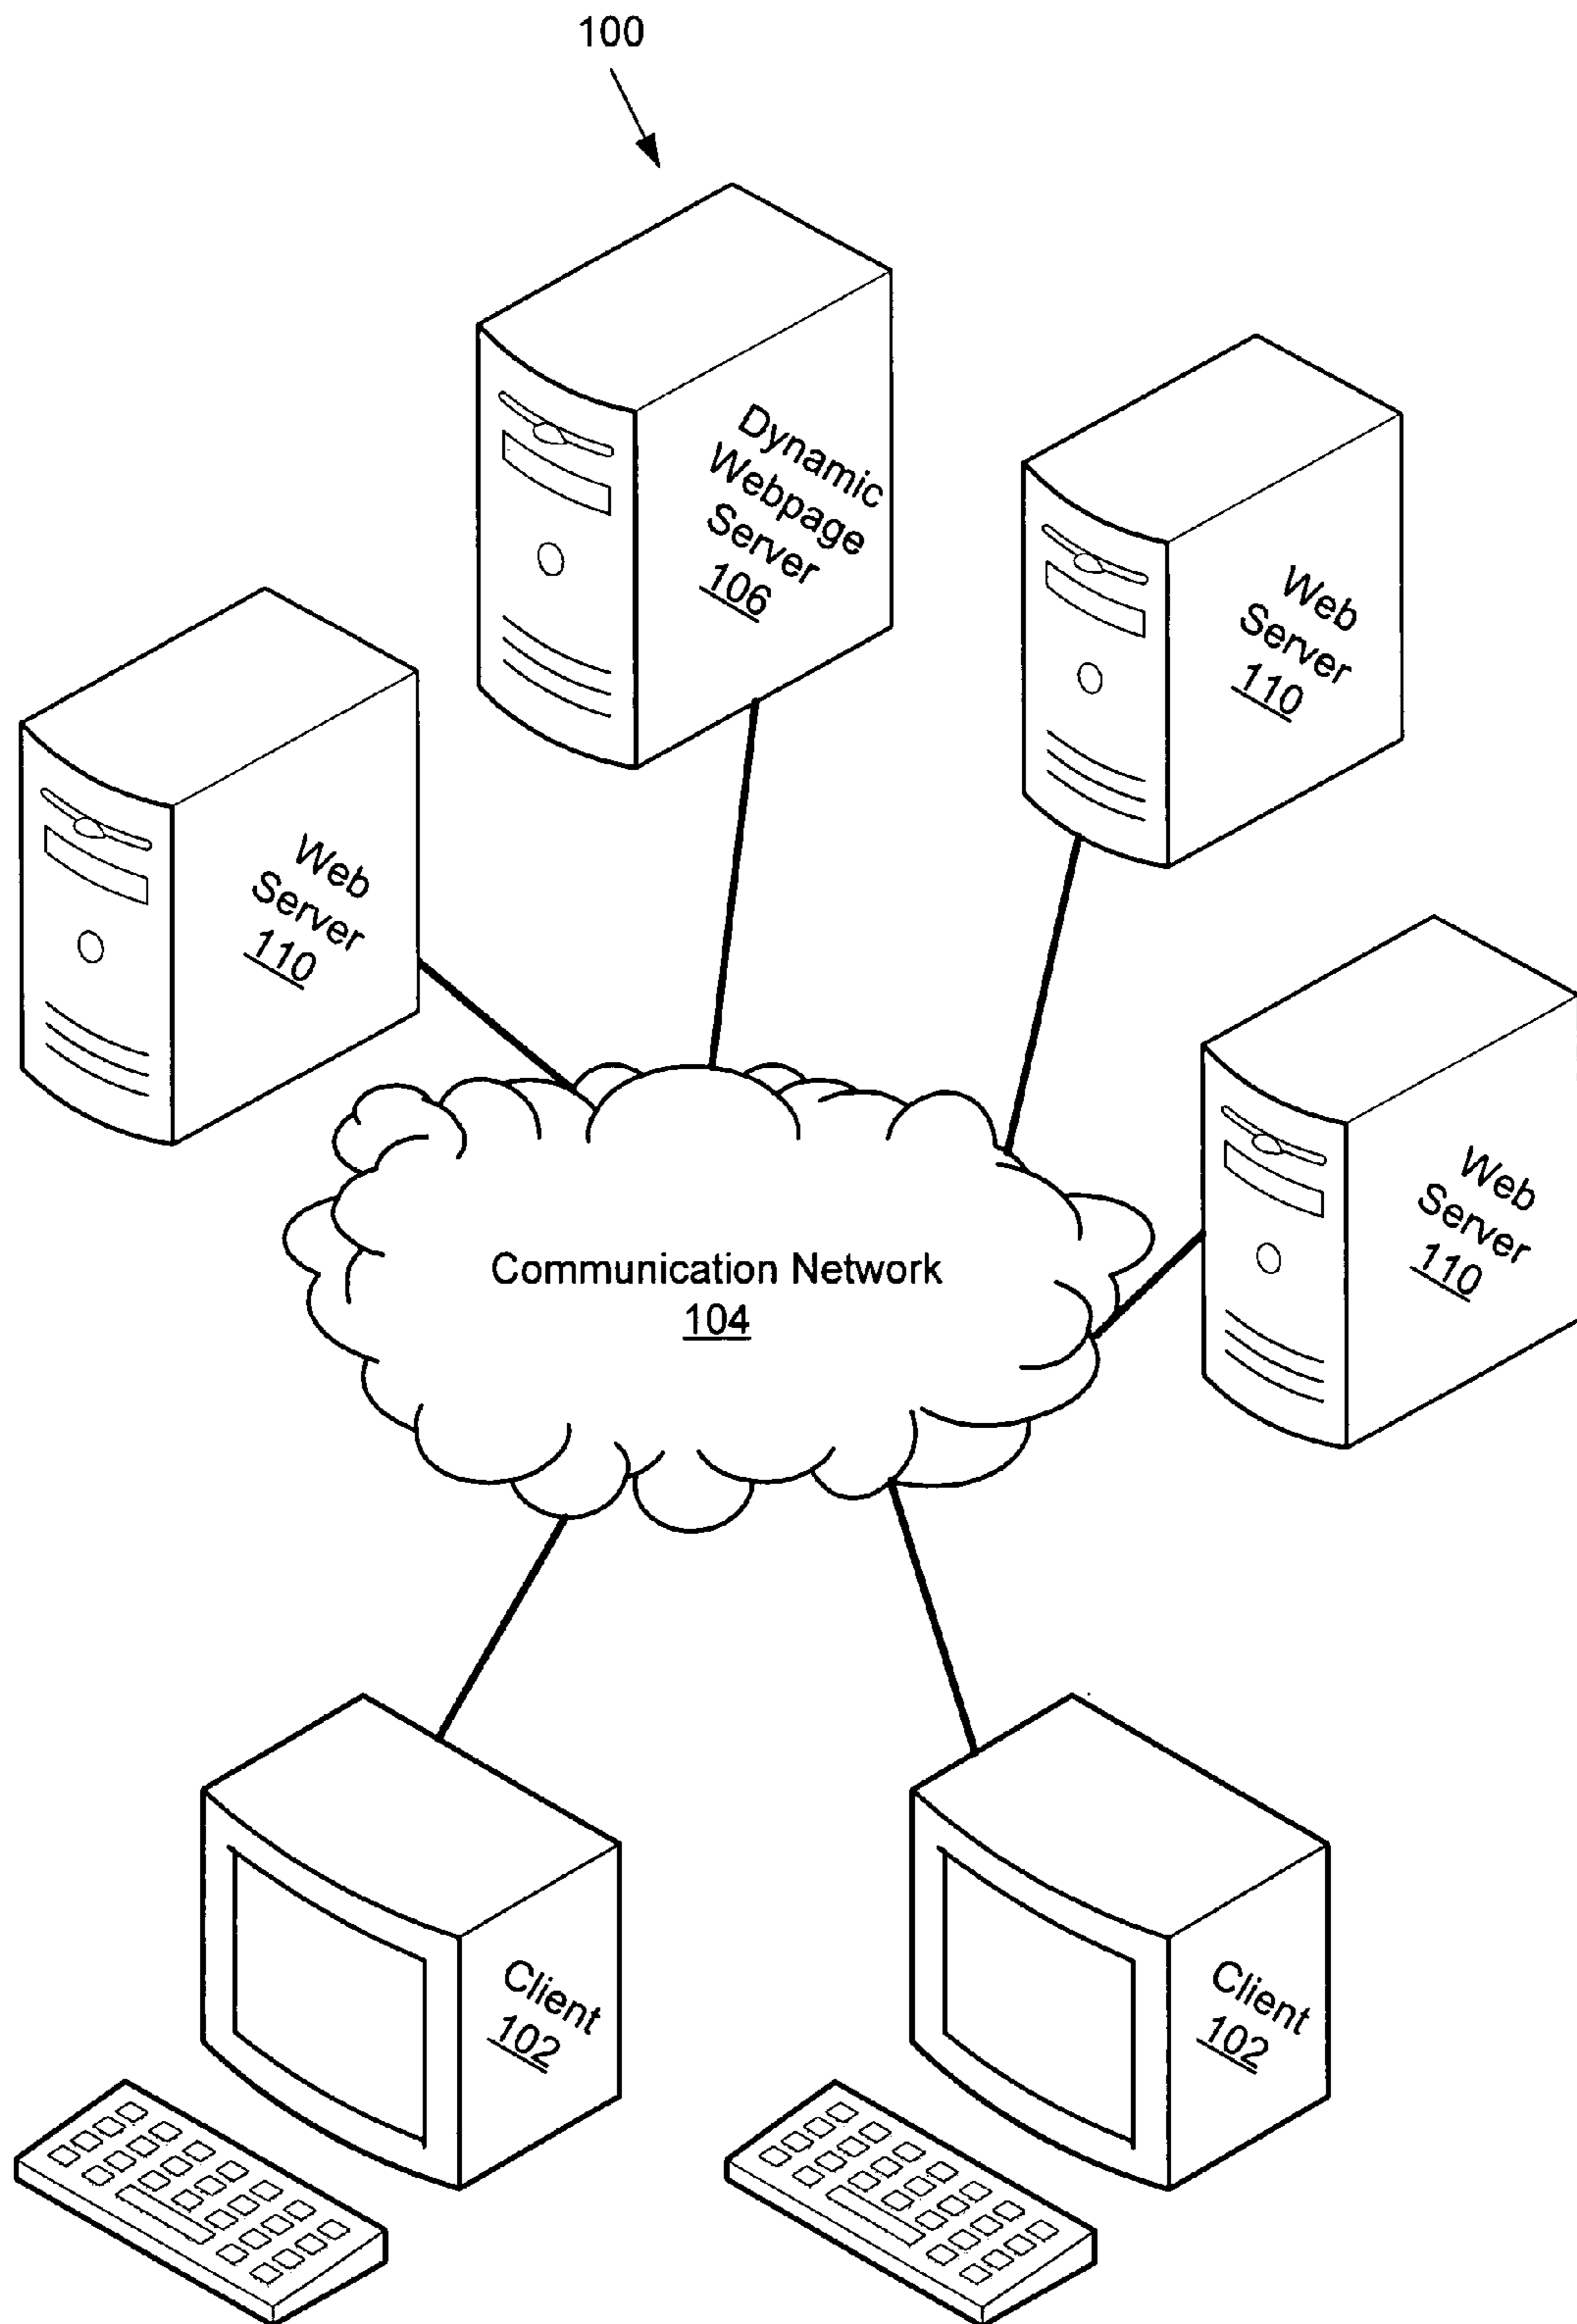 100
Dynamic
Webpage
Server
106
Web
Server
110
Web
Server
110
Web
Server
110
Communication Network
104
Client
102
Client
102